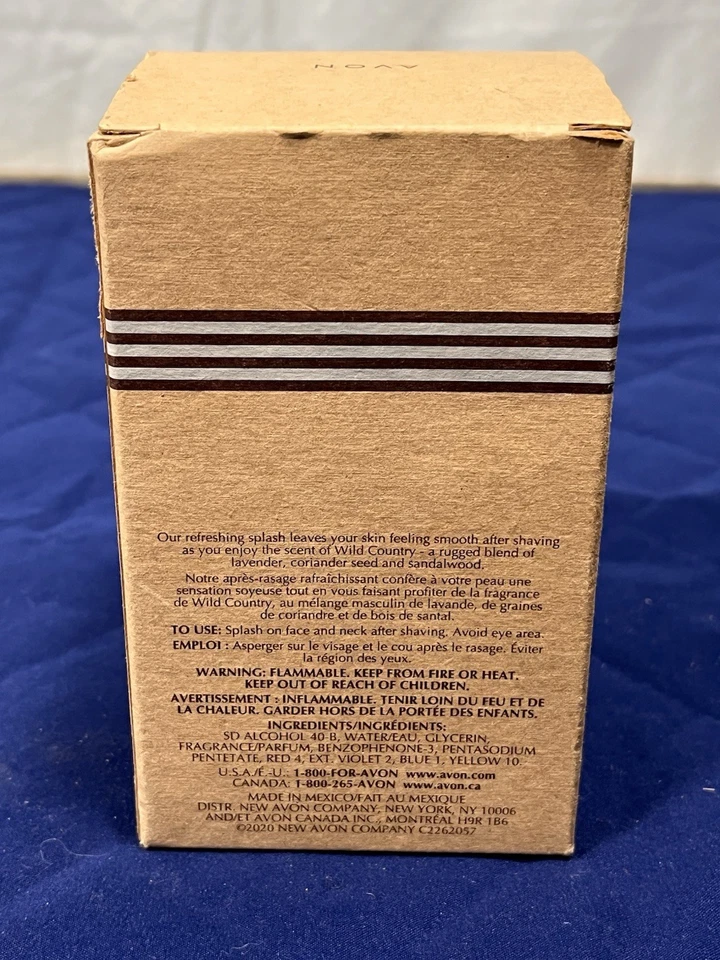 AVON
Our refreshing splash leaves your skin feeling smooth after shaving
as you enjoy the scent of Wild Country - a rugged blend of
lavender, coriander seed and sandalwood.
Notre après-rasage rafraîchissant confère à votre peau une
sensation soyeuse tout en vous faisant profiter de la fragrance
de Wild Country, au mélange masculin de lavande, de graines
de coriandre et de bois de santal.
TO USE: Splash on face and neck after shaving. Avoid eye area.
EMPLOI : Asperger sur le visage et le cou après le rasage. Éviter
la région des yeux.
WARNING: FLAMMABLE. KEEP FROM FIRE OR HEAT.
KEEP OUT OF REACH OF CHILDREN.
AVERTISSEMENT : INFLAMMABLE. TENIR LOIN DU FEU ET DE
LA CHALEUR. GARDER HORS DE LA PORTÉE DES ENFANTS.
INGREDIENTS/INGRÉDIENTS:
SD ALCOHOL 40-B, WATER/EAU, GLYCERIN,
FRAGRANCE/PARFUM, BENZOPHENONE-3, PENTASODIUM
PENTETATE, RED 4, EXT. VIOLET 2, BLUE 1, YELLOW 10.
U.S.A./É.-U.: 1-800-FOR-AVON www.avon.com
CANADA: 1-800-265-AVON www.avon.ca
MADE IN MEXICO/FAIT AU MEXIQUE
DISTR. NEW AVON COMPANY, NEW YORK, NY 10006
AND/ET AVON CANADA INC., MONTRÉAL H9R 1B6
©2020 NEW AVON COMPANY C2262057